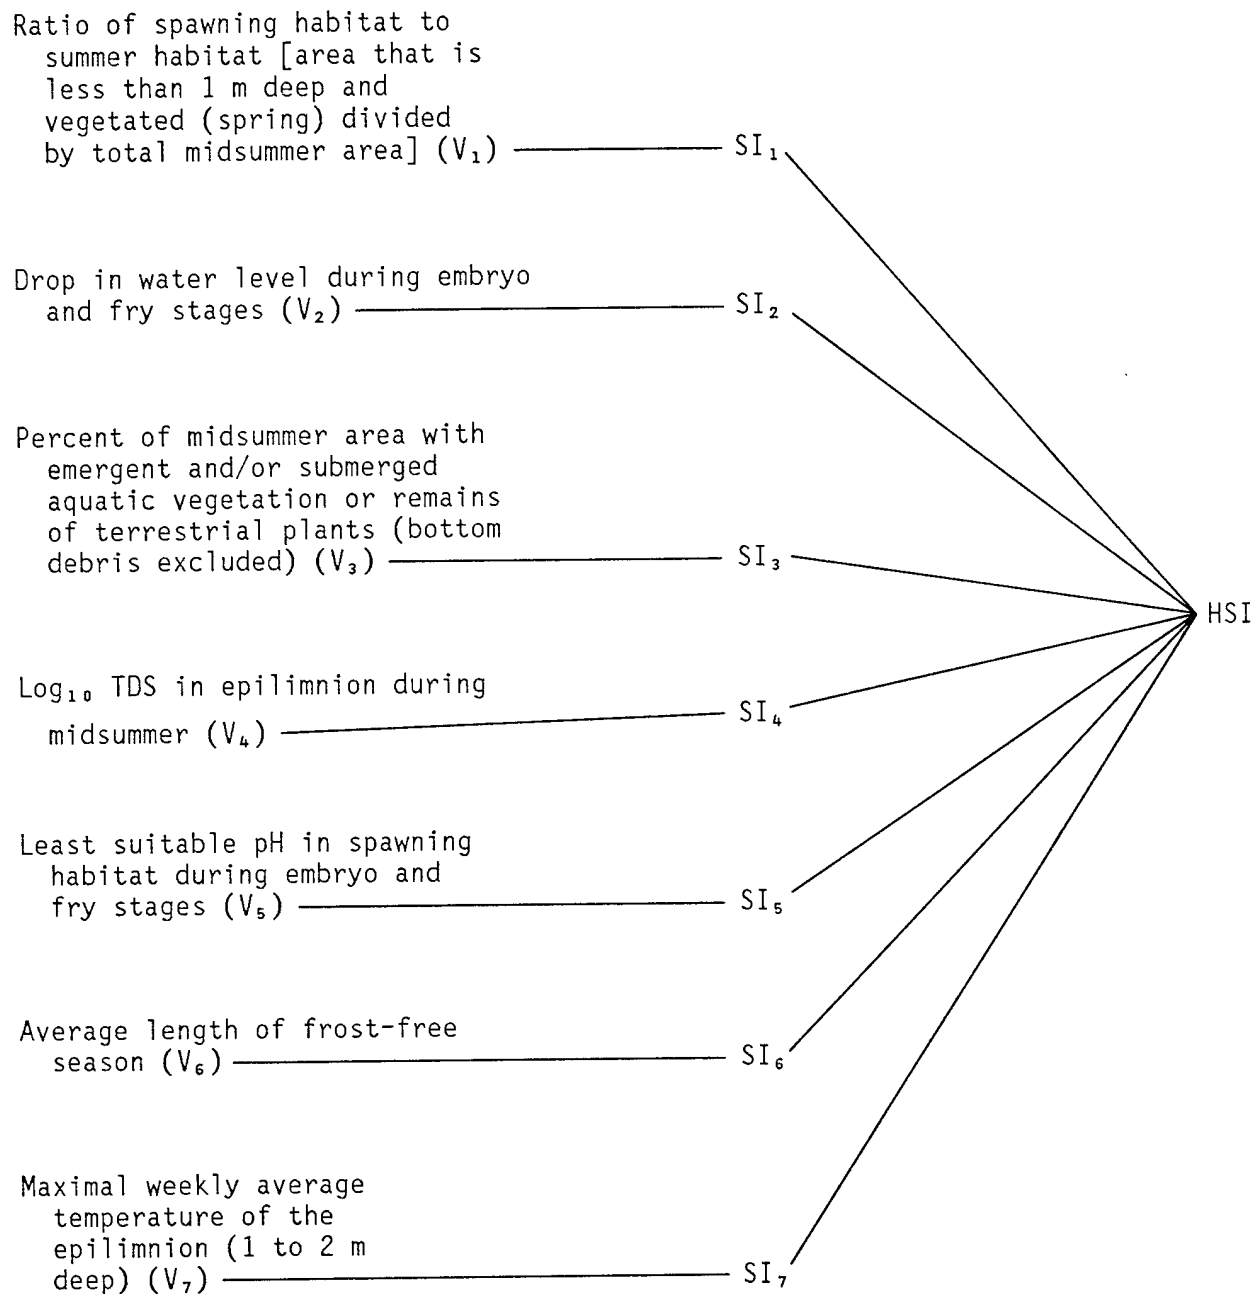 Ratio of spawning habitat to
summer habitat [area that is
less than 1 m deep and
vegetated (spring) divided
by total midsummer area] (V₁) SI₁
Drop in water level during embryo
and fry stages (V₂) SI₂
Percent of midsummer area with
emergent and/or submerged
aquatic vegetation or remains
of terrestrial plants (bottom
debris excluded) (V₃) SI₃
HSI
Log₁₀ TDS in epilimnion during
midsummer (V₄) SI₄
Least suitable pH in spawning
habitat during embryo and
fry stages (V₅) SI₅
Average length of frost-free
season (V₆) SI₆
Maximal weekly average
temperature of the
epilimnion (1 to 2 m
deep) (V₇) SI₇